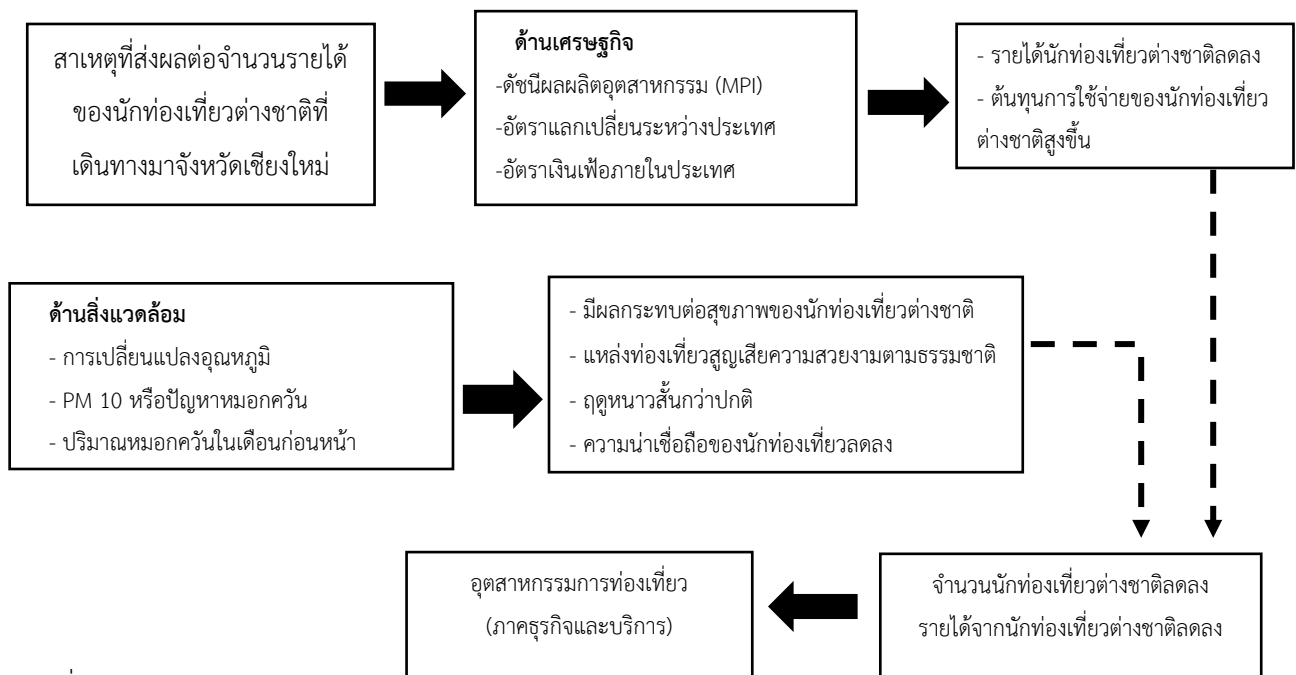 สาเหตุที่ส่งผลต่อจำนวนรายได้
ของนักท่องเที่ยวต่างชาติที่
เดินทางมาจังหวัดเชียงใหม่
ด้านเศรษฐกิจ
-ดัชนีผลผลิตอุตสาหกรรม (MPI)
-อัตราแลกเปลี่ยนระหว่างประเทศ
-อัตราเงินเฟ้อภายในประเทศ
- รายได้นักท่องเที่ยวต่างชาติลดลง
- ต้นทุนการใช้จ่ายของนักท่องเที่ยว
ต่างชาติสูงขึ้น
ด้านสิ่งแวดล้อม
- การเปลี่ยนแปลงอุณหภูมิ
- PM 10 หรือปัญหาหมอกควัน
- ปริมาณหมอกควันในเดือนก่อนหน้า
- มีผลกระทบต่อสุขภาพของนักท่องเที่ยวต่างชาติ
- แหล่งท่องเที่ยวสูญเสียความสวยงามตามธรรมชาติ
- ฤดูหนาวสั้นกว่าปกติ
- ความน่าเชื่อถือของนักท่องเที่ยวลดลง
อุตสาหกรรมการท่องเที่ยว
(ภาคธุรกิจและบริการ)
จำนวนนักท่องเที่ยวต่างชาติลดลง
รายได้จากนักท่องเที่ยวต่างชาติลดลง